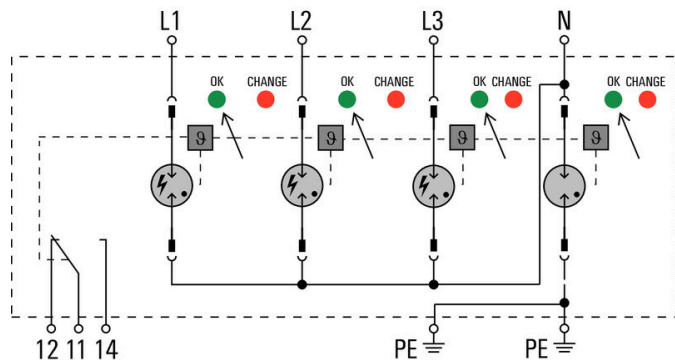 L1 L2 L3 N
OK CHANGE OK CHANGE OK CHANGE OK CHANGE
ϑ ϑ ϑ ϑ
12 11 14 PE PE